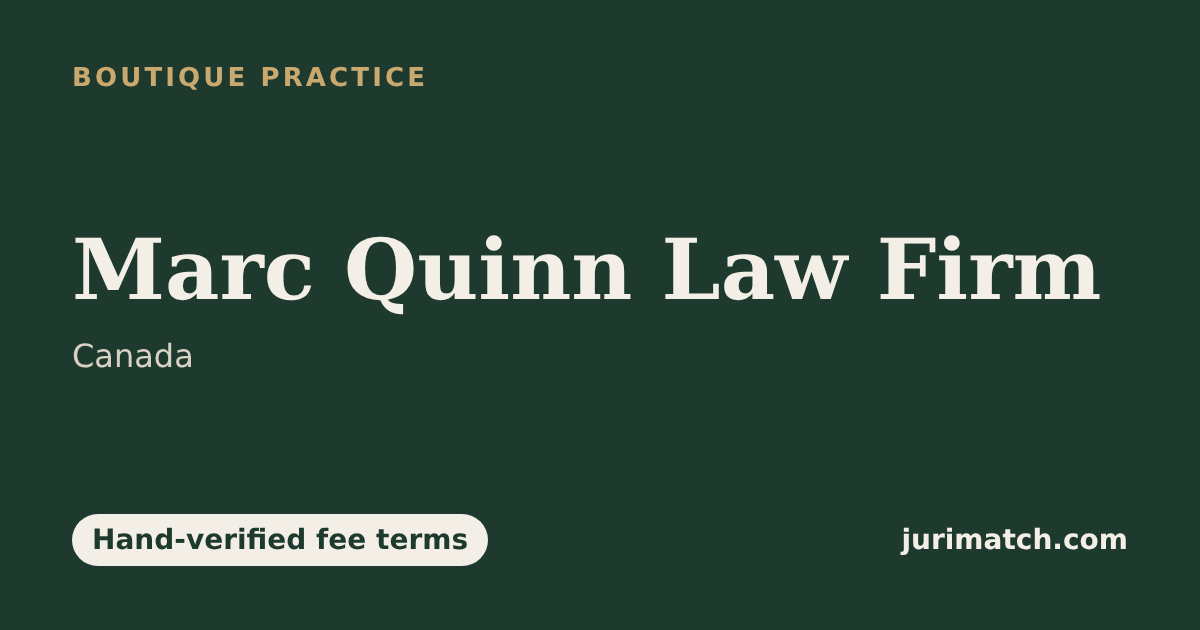 BOUTIQUE PRACTICE
Marc Quinn Law Firm
Canada
Hand-verified fee terms
jurimatch.com